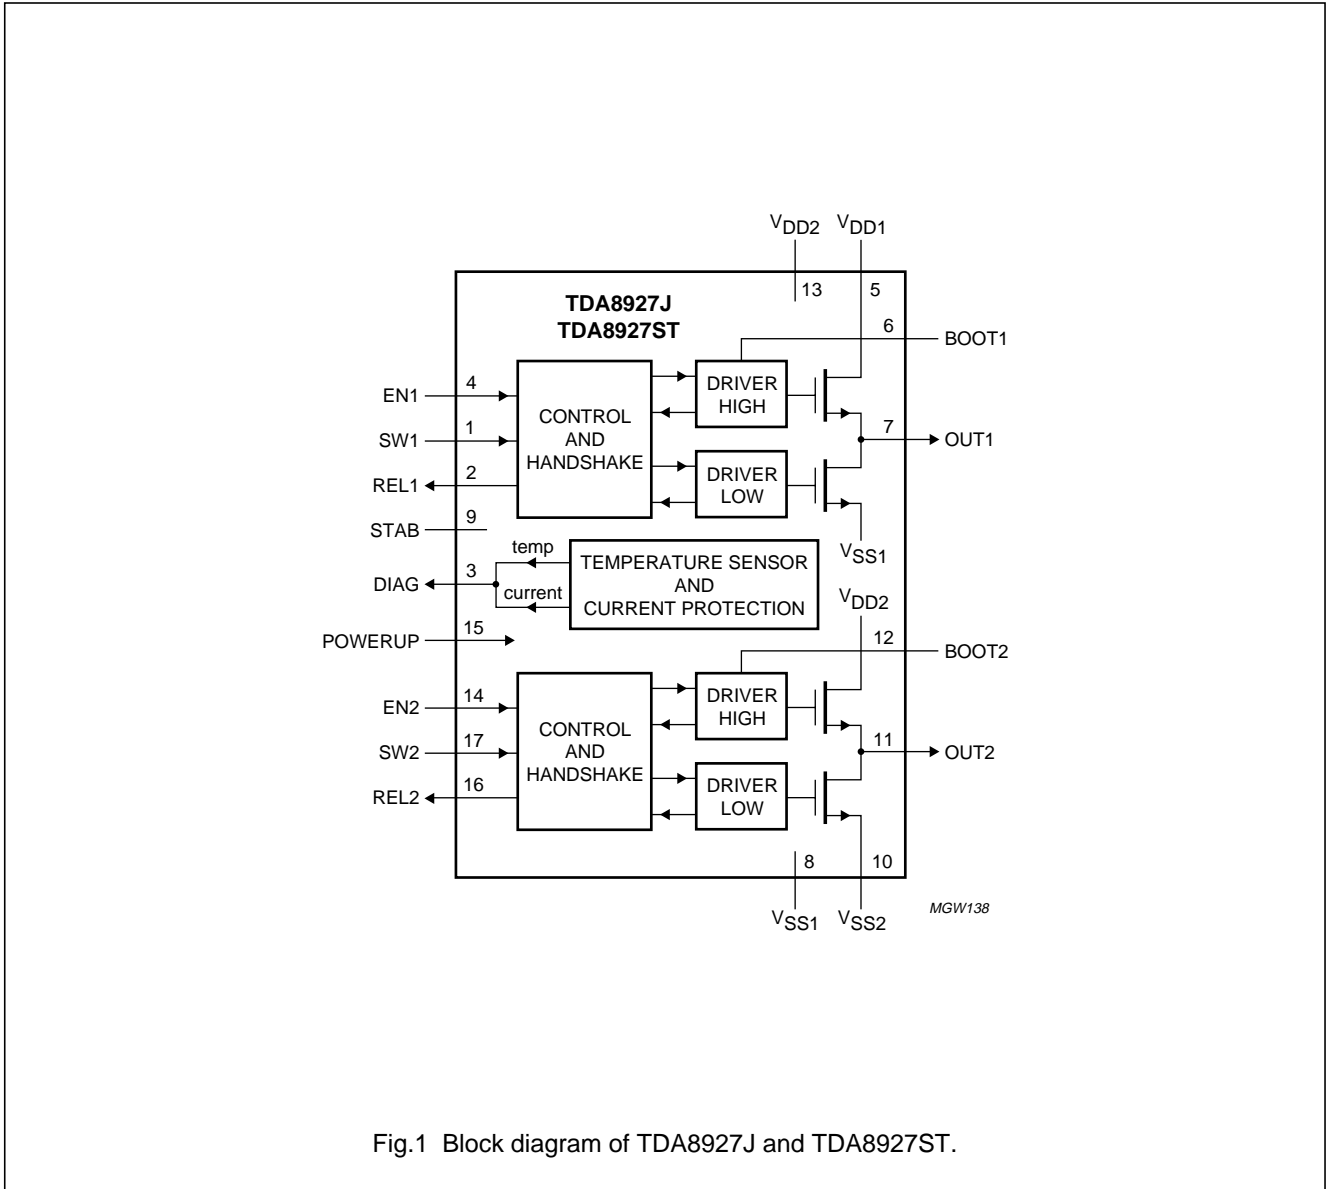 VDD2 VDD1
13 5
TDA8927J
TDA8927ST
6 BOOT1
EN1 4
SW1 1
REL1 2
STAB 9
CONTROL
AND
HANDSHAKE
DRIVER
HIGH
DRIVER
LOW
7 OUT1
VSS1
DIAG 3
temp
current
TEMPERATURE SENSOR
AND
CURRENT PROTECTION
POWERUP 15
VDD2
12 BOOT2
EN2 14
SW2 17
REL2 16
CONTROL
AND
HANDSHAKE
DRIVER
HIGH
DRIVER
LOW
11 OUT2
8 10
VSS1 VSS2
MGW138
Fig.1 Block diagram of TDA8927J and TDA8927ST.